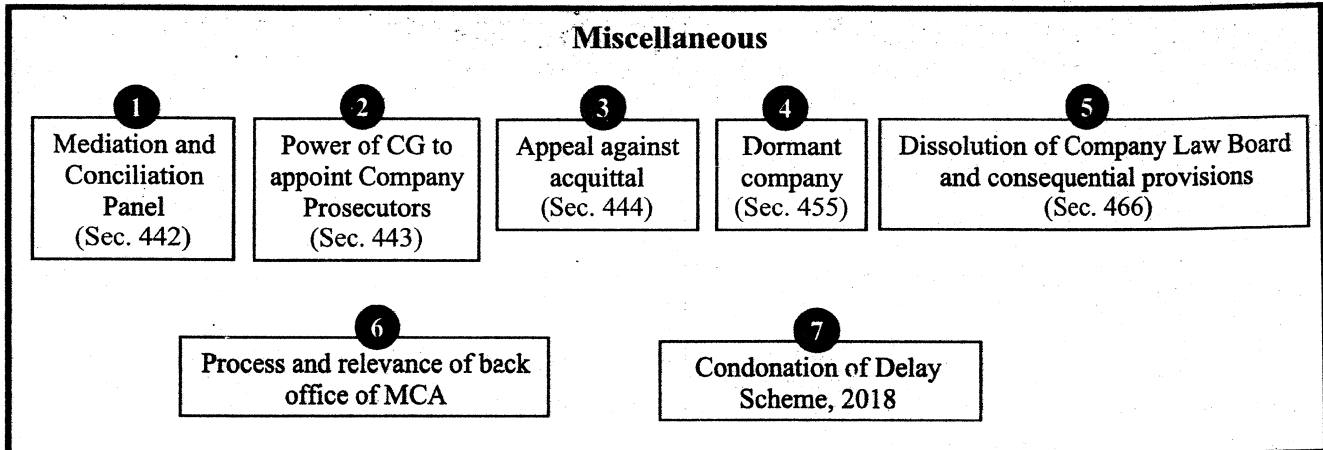 Miscellaneous
1
Mediation and
Conciliation
Panel
(Sec. 442)
2
Power of CG to
appoint Company
Prosecutors
(Sec. 443)
3
Appeal against
acquittal
(Sec. 444)
4
Dormant
company
(Sec. 455)
5
Dissolution of Company Law Board
and consequential provisions
(Sec. 466)
6
Process and relevance of back
office of MCA
7
Condonation of Delay
Scheme, 2018